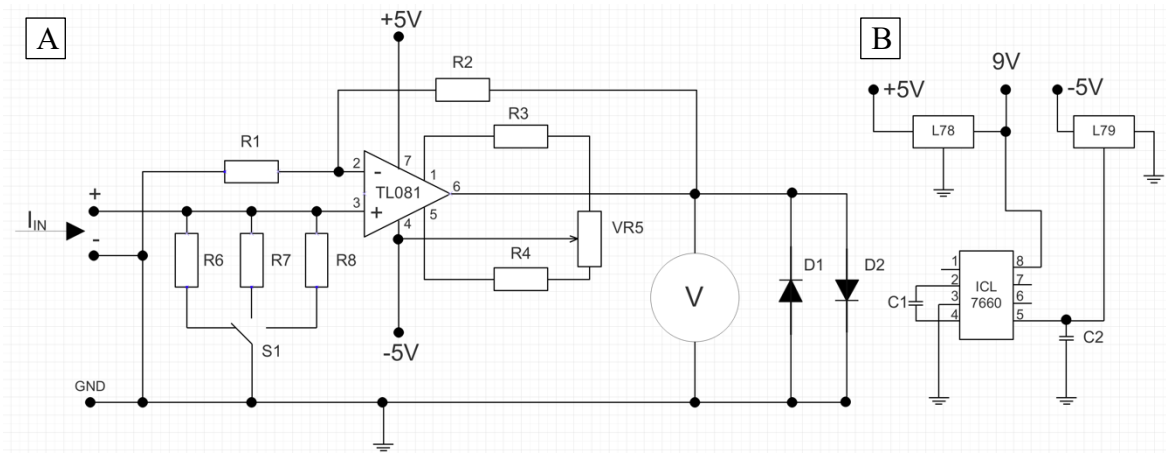 A
B
+5V
9V
R2
+5V
-5V
R3
L78
L79
R1
2
-
7
1
TL081
6
3
+
+
4
5
VR5
I_IN
-
R6
R7
R8
R4
D1
D2
V
1
8
2
ICL
7
C1
3
7660
6
4
5
C2
S1
-5V
GND